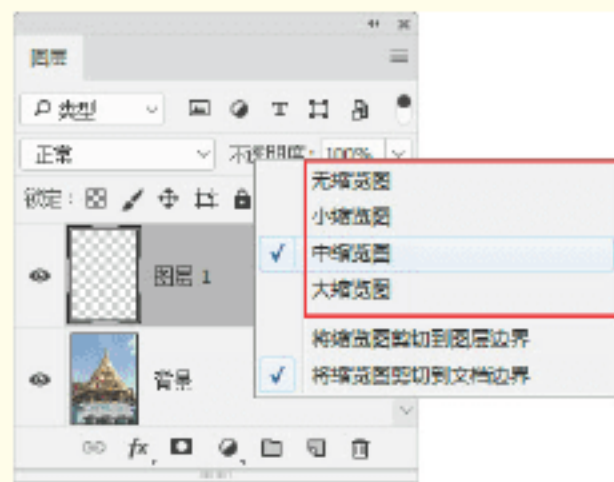 图层
类型
正常
不透明度: 100%
锁定:
无缩览图
小缩览图
中缩览图
大缩览图
图层 1
将缩览图剪切到图层边界
背景
将缩览图剪切到文档边界
fx